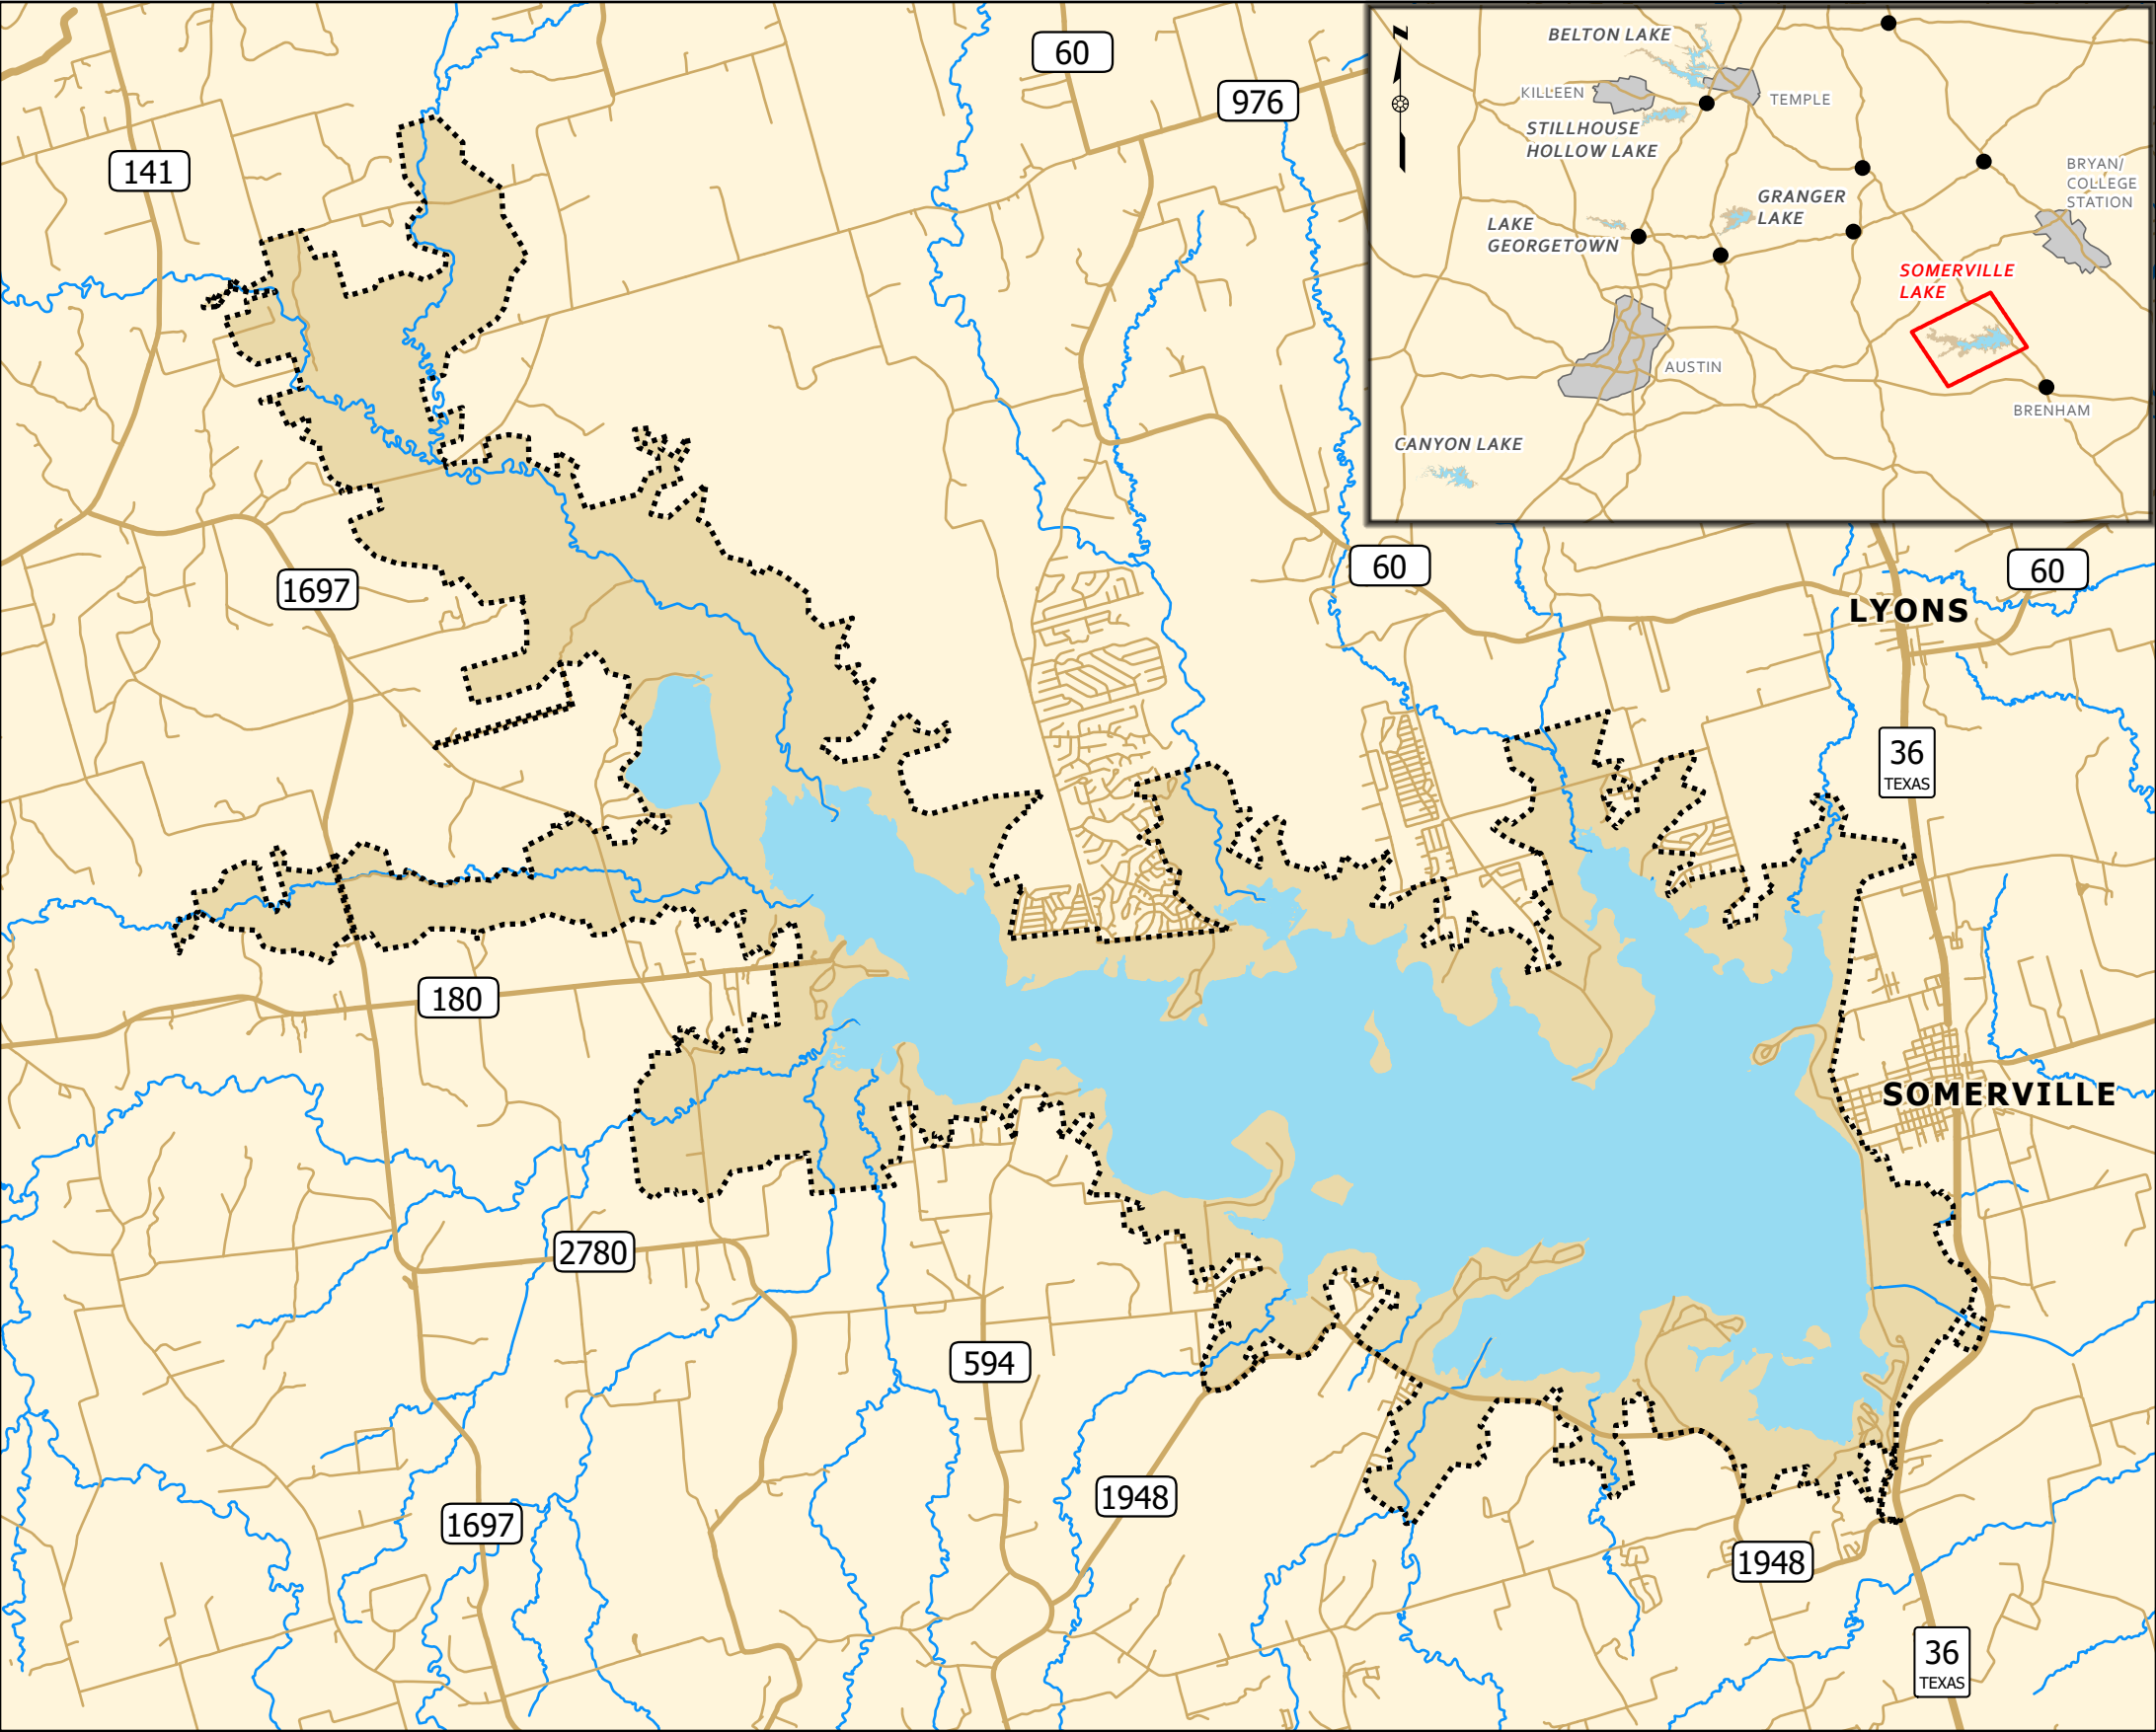 60
976
141
BELTON LAKE
N
KILLEEN
TEMPLE
STILLHOUSE
HOLLOW LAKE
BRYAN/
COLLEGE
STATION
GRANGER
LAKE
LAKE
GEORGETOWN
SOMERVILLE
LAKE
AUSTIN
BRENHAM
CANYON LAKE
60
60
1697
LYONS
36
TEXAS
180
SOMERVILLE
2780
594
1948
1697
1948
36
TEXAS